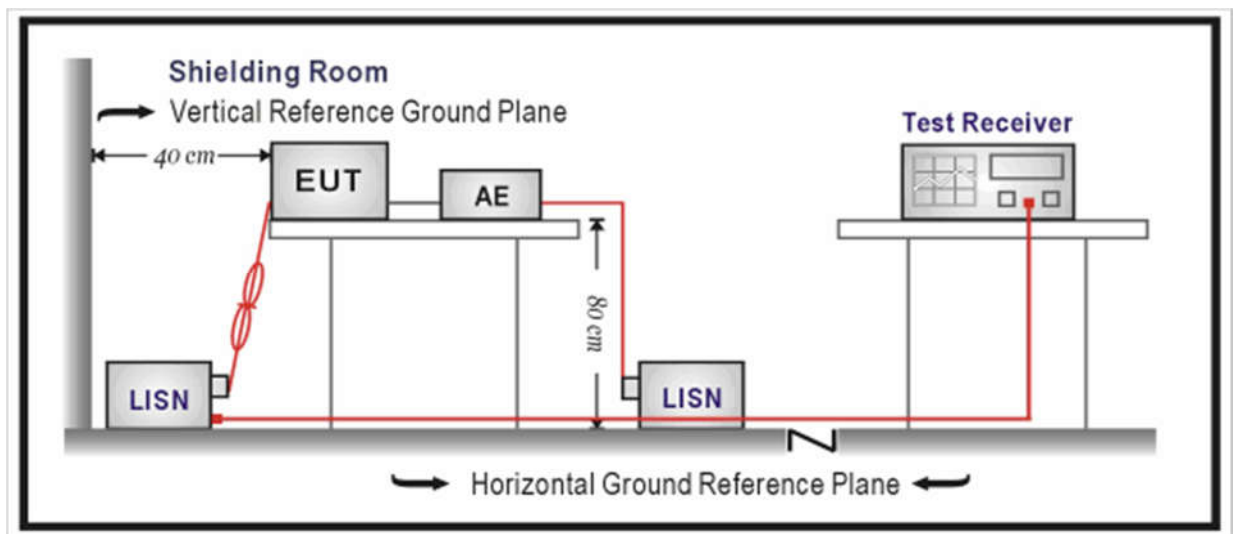 Shielding Room
Vertical Reference Ground Plane
Test Receiver
40 cm
EUT
AE
80 cm
LISN
LISN
Horizontal Ground Reference Plane